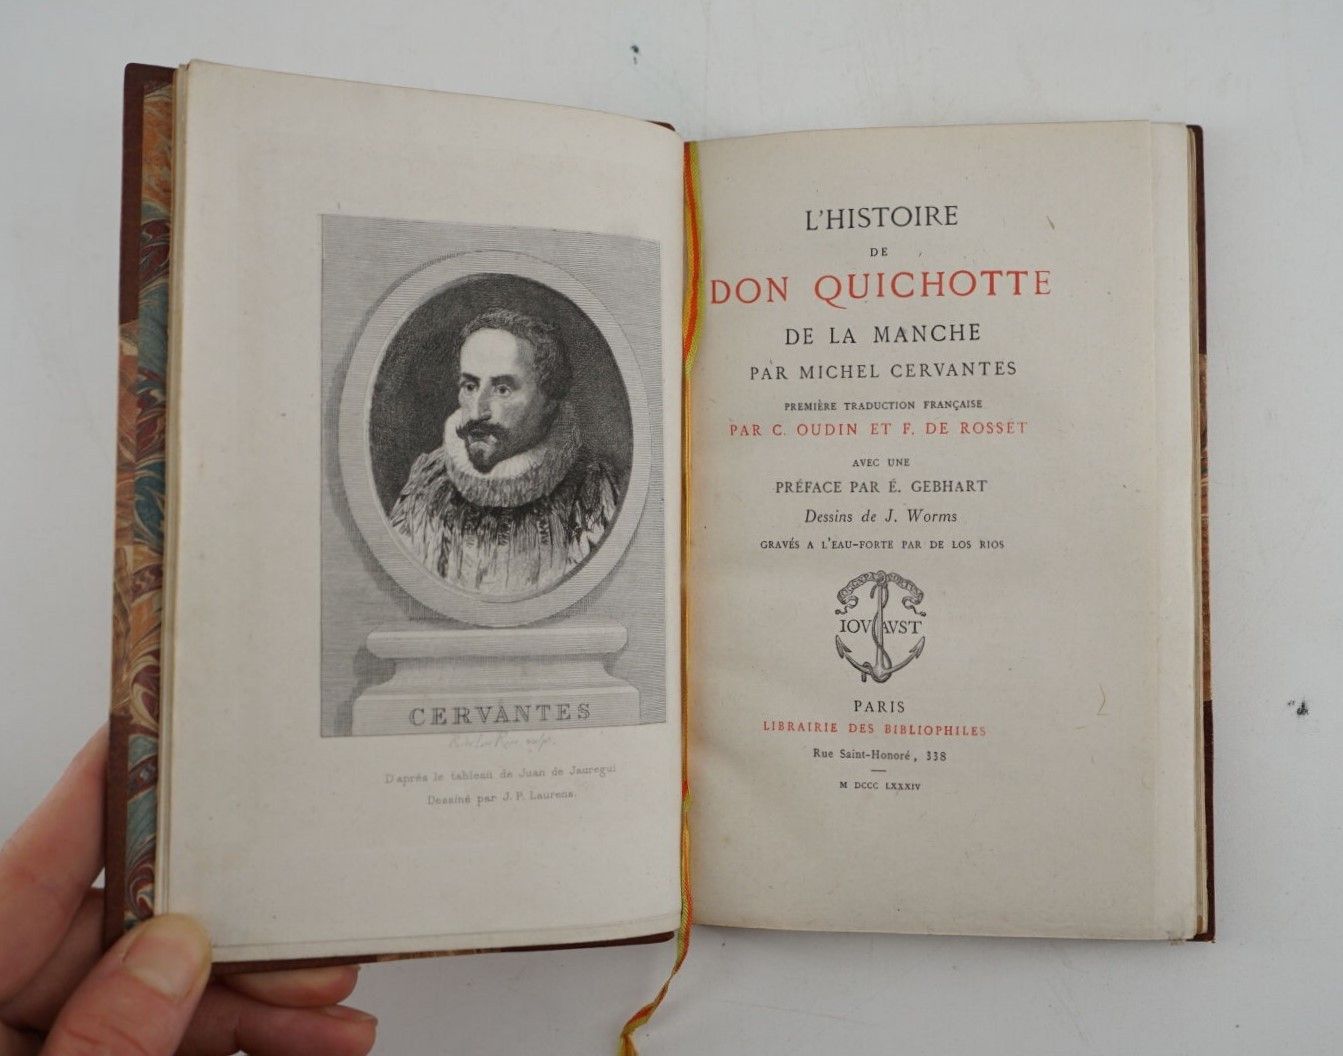 CERVANTES
D'après le tableau de Juan de Jauregui
Dessiné par J. P. Laurens.
L'HISTOIRE
DE
DON QUICHOTTE
DE LA MANCHE
PAR MICHEL CERVANTES
PREMIÈRE TRADUCTION FRANÇAISE
PAR C. OUDIN ET F. DE ROSSET
AVEC UNE
PRÉFACE PAR É. GEBHART
Dessins de J. Worms
GRAVÉS A L'EAU-FORTE PAR DE LOS RIOS
IOVAVST
PARIS
LIBRAIRIE DES BIBLIOPHILES
Rue Saint-Honoré, 338
M DCCC LXXXIV